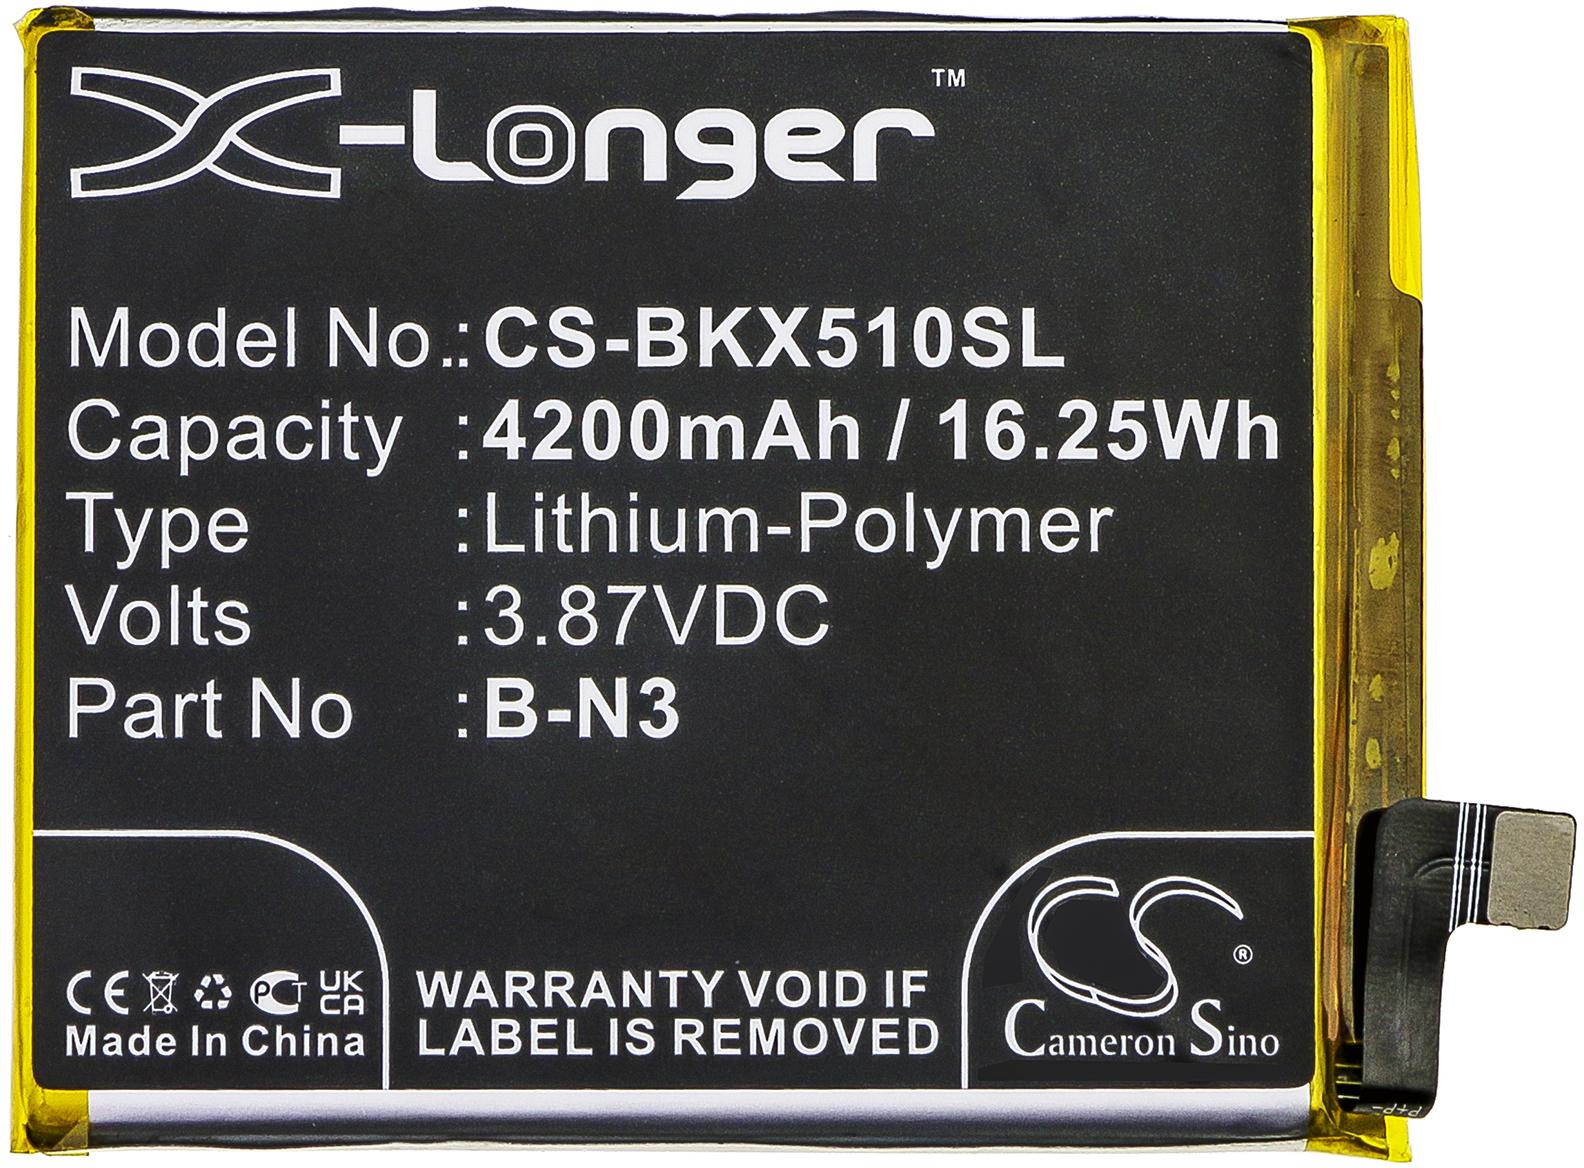 X-Longer™
Model No.: CS-BKX510SL
Capacity : 4200mAh / 16.25Wh
Type : Lithium-Polymer
Volts : 3.87VDC
Part No : B-N3
CE PCT UK
CA
Made In China
WARRANTY VOID IF
LABEL IS REMOVED
CS ®
Cameron Sino
-P+P-